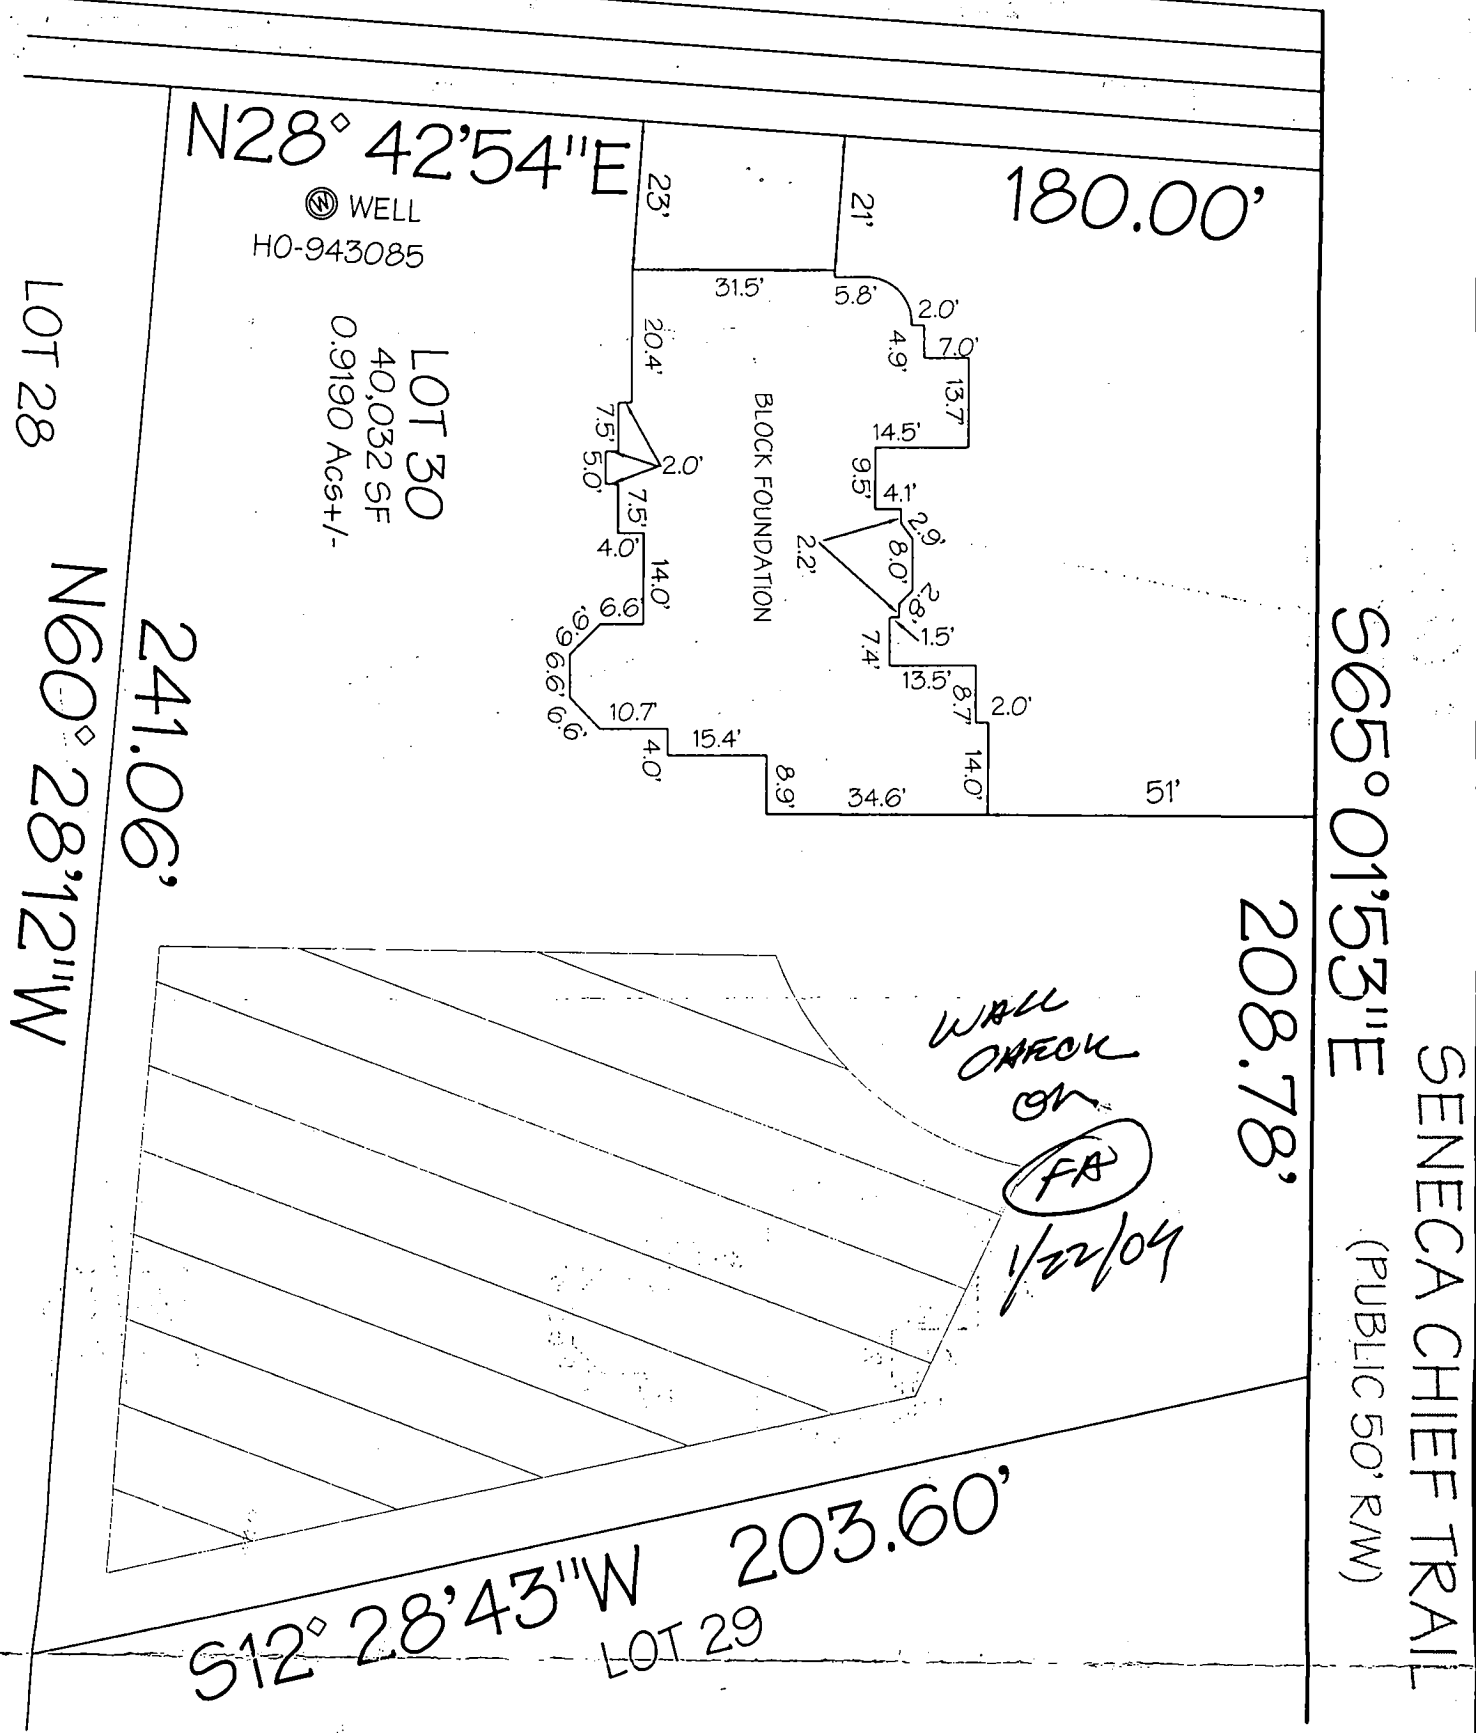 SENECA CHIEF TRAIL
(PUBLIC 50' R/W)
S65° 01'53"E
208.78'
N28° 42'54"E
180.00'
WELL
HO-943085
LOT 30
40,032 SF
0.9190 Acs+/-
LOT 28
241.06'
N60° 28'12"W
S12° 28'43"W 203.60'
LOT 29
BLOCK FOUNDATION
23'
21'
31.5'
5.8'
2.0'
4.9'
7.0'
13.7'
14.5'
9.5'
4.1'
2.9'
8.0'
2.8'
2.2'
1.5'
7.4'
13.5'
8.7'
2.0'
14.0'
51'
34.6'
8.9'
15.4'
4.0'
10.7'
6.6'
6.6'
6.6'
6.6'
14.0'
4.0'
7.5'
5.0'
7.5'
2.0'
20.4'
WALL
CHECK
OK
FA
1/22/04